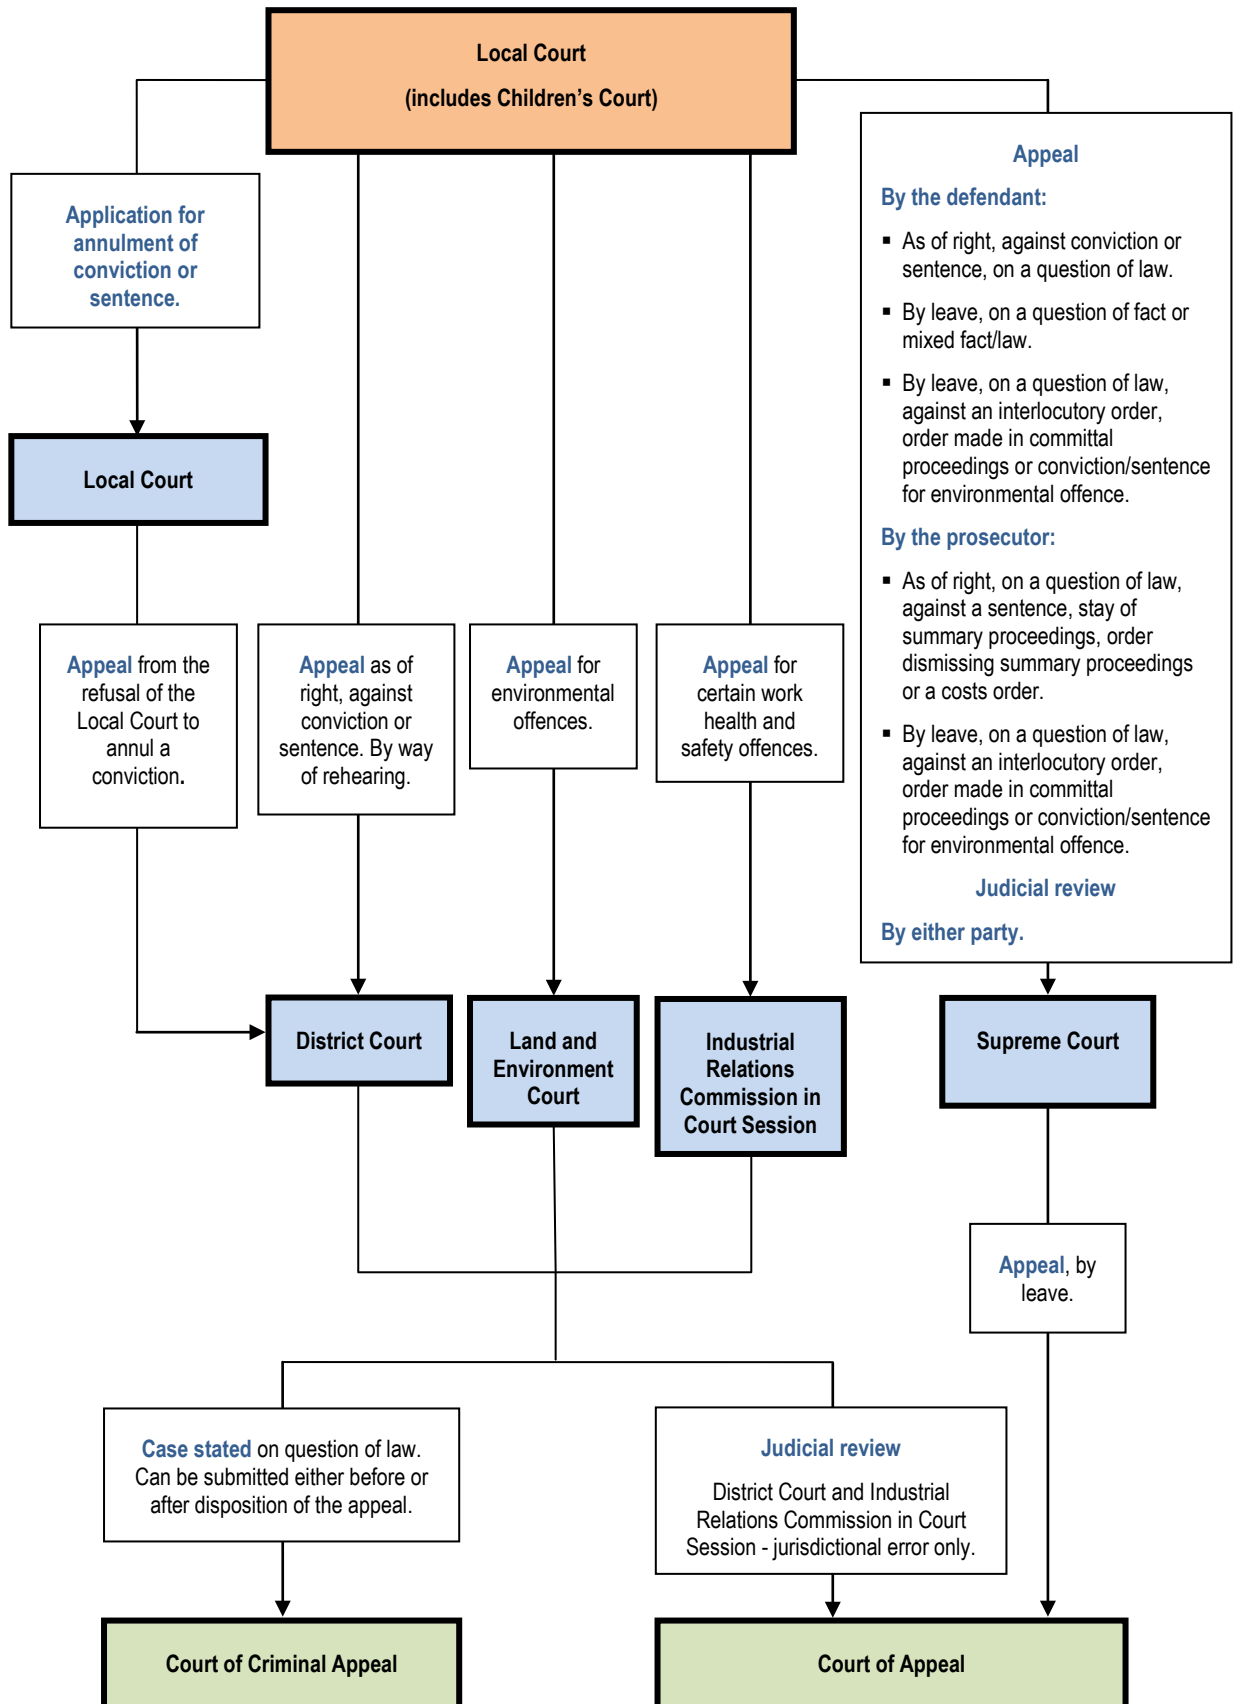 Local Court
(includes Children’s Court)
Application for
annulment of
conviction or
sentence.
Local Court
Appeal from the
refusal of the
Local Court to
annul a
conviction.
Appeal as of
right, against
conviction or
sentence. By way
of rehearing.
Appeal for
environmental
offences.
Appeal for
certain work
health and
safety offences.
Appeal
By the defendant:
▪ As of right, against conviction or
sentence, on a question of law.
▪ By leave, on a question of fact or
mixed fact/law.
▪ By leave, on a question of law,
against an interlocutory order,
order made in committal
proceedings or conviction/sentence
for environmental offence.
By the prosecutor:
▪ As of right, on a question of law,
against a sentence, stay of
summary proceedings, order
dismissing summary proceedings
or a costs order.
▪ By leave, on a question of law,
against an interlocutory order,
order made in committal
proceedings or conviction/sentence
for environmental offence.
Judicial review
By either party.
District Court
Land and
Environment
Court
Industrial
Relations
Commission in
Court Session
Supreme Court
Appeal, by
leave.
Case stated on question of law.
Can be submitted either before or
after disposition of the appeal.
Judicial review
District Court and Industrial
Relations Commission in Court
Session - jurisdictional error only.
Court of Criminal Appeal
Court of Appeal